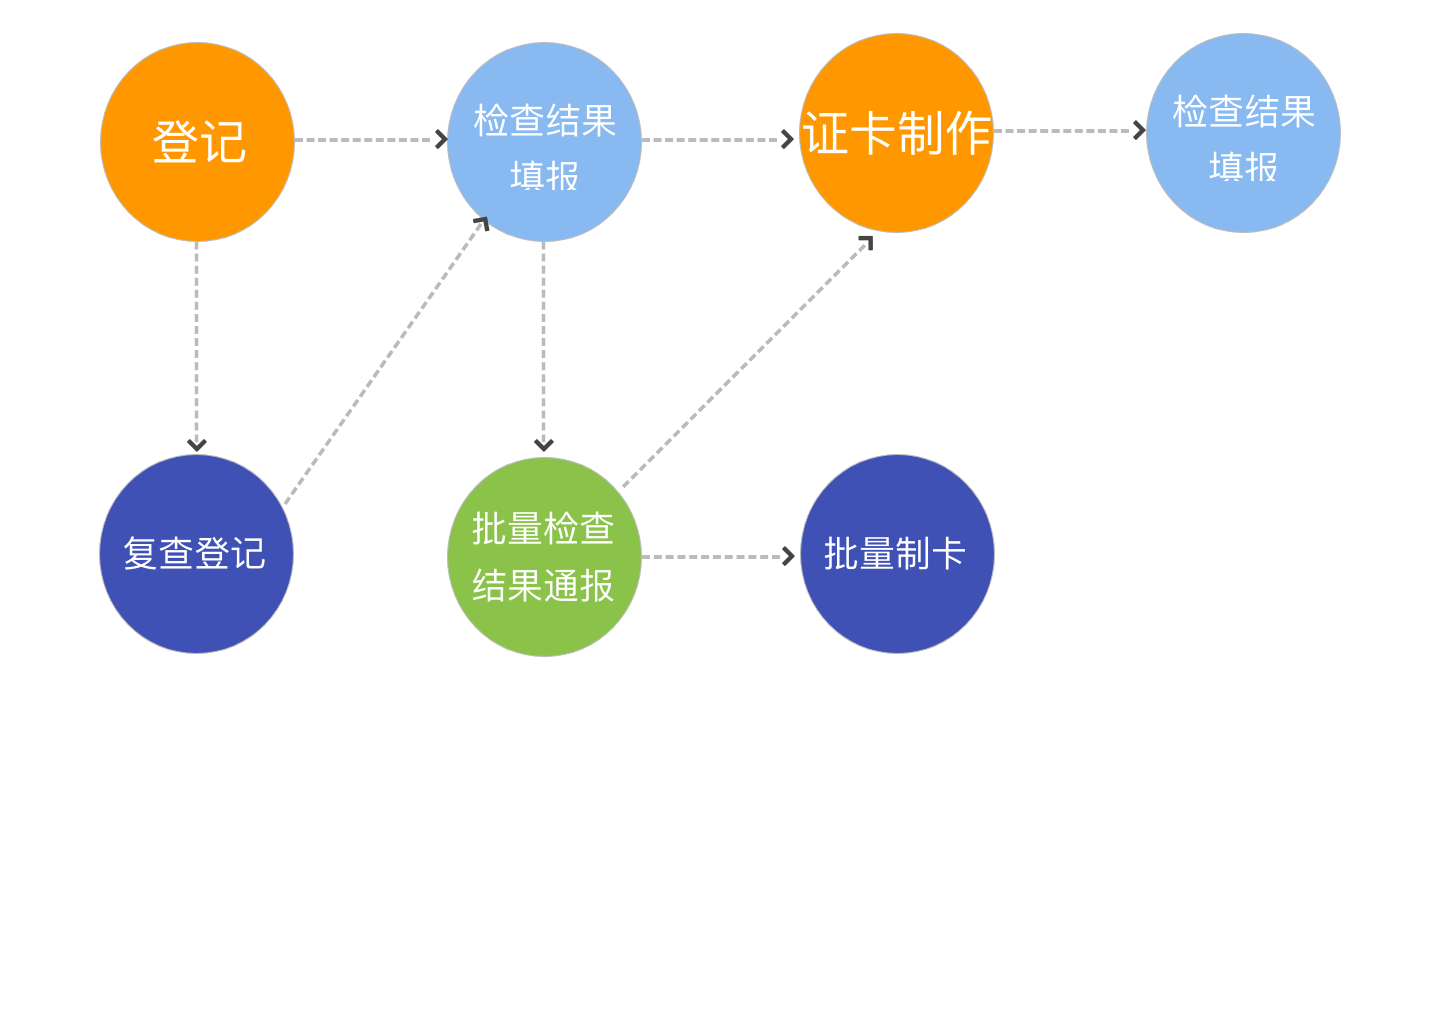 登记
检查结果
填报
证卡制作
检查结果
填报
复查登记
批量检查
结果通报
批量制卡